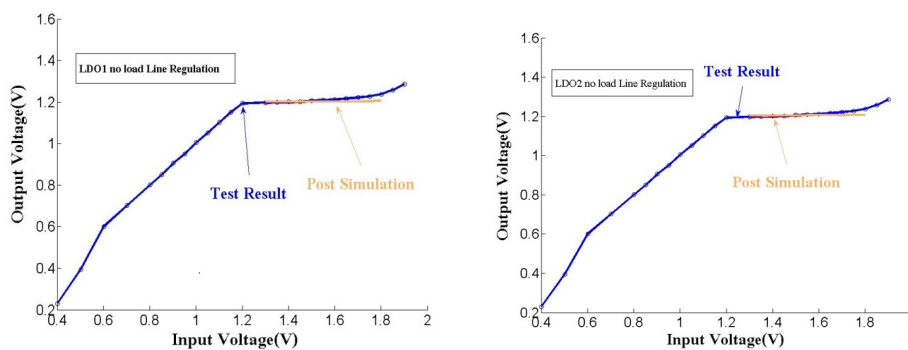 1.6
1.4
1.2
1
0.8
0.6
0.4
0.2
Output Voltage(V)
LDO1 no load Line Regulation
Test Result
Post Simulation
0.4 0.6 0.8 1 1.2 1.4 1.6 1.8 2
Input Voltage(V)
1.6
1.4
1.2
1
0.8
0.6
0.4
0.2
Output Voltage(V)
LDO2 no load Line Regulation
Test Result
Post Simulation
0.4 0.6 0.8 1 1.2 1.4 1.6 1.8
Input Voltage(V)